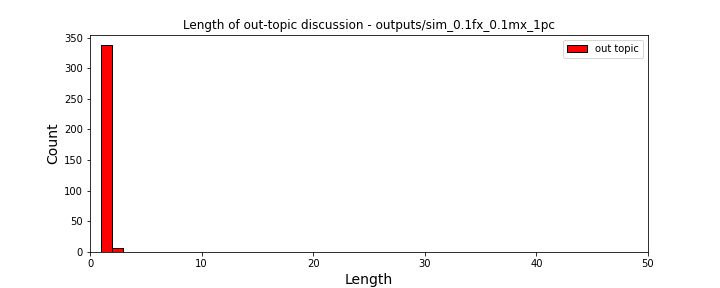 Length of out-topic discussion - outputs/sim_0.1fx_0.1mx_1pc
out topic
Count
350
300
250
200
150
100
50
0
0 10 20 30 40 50
Length